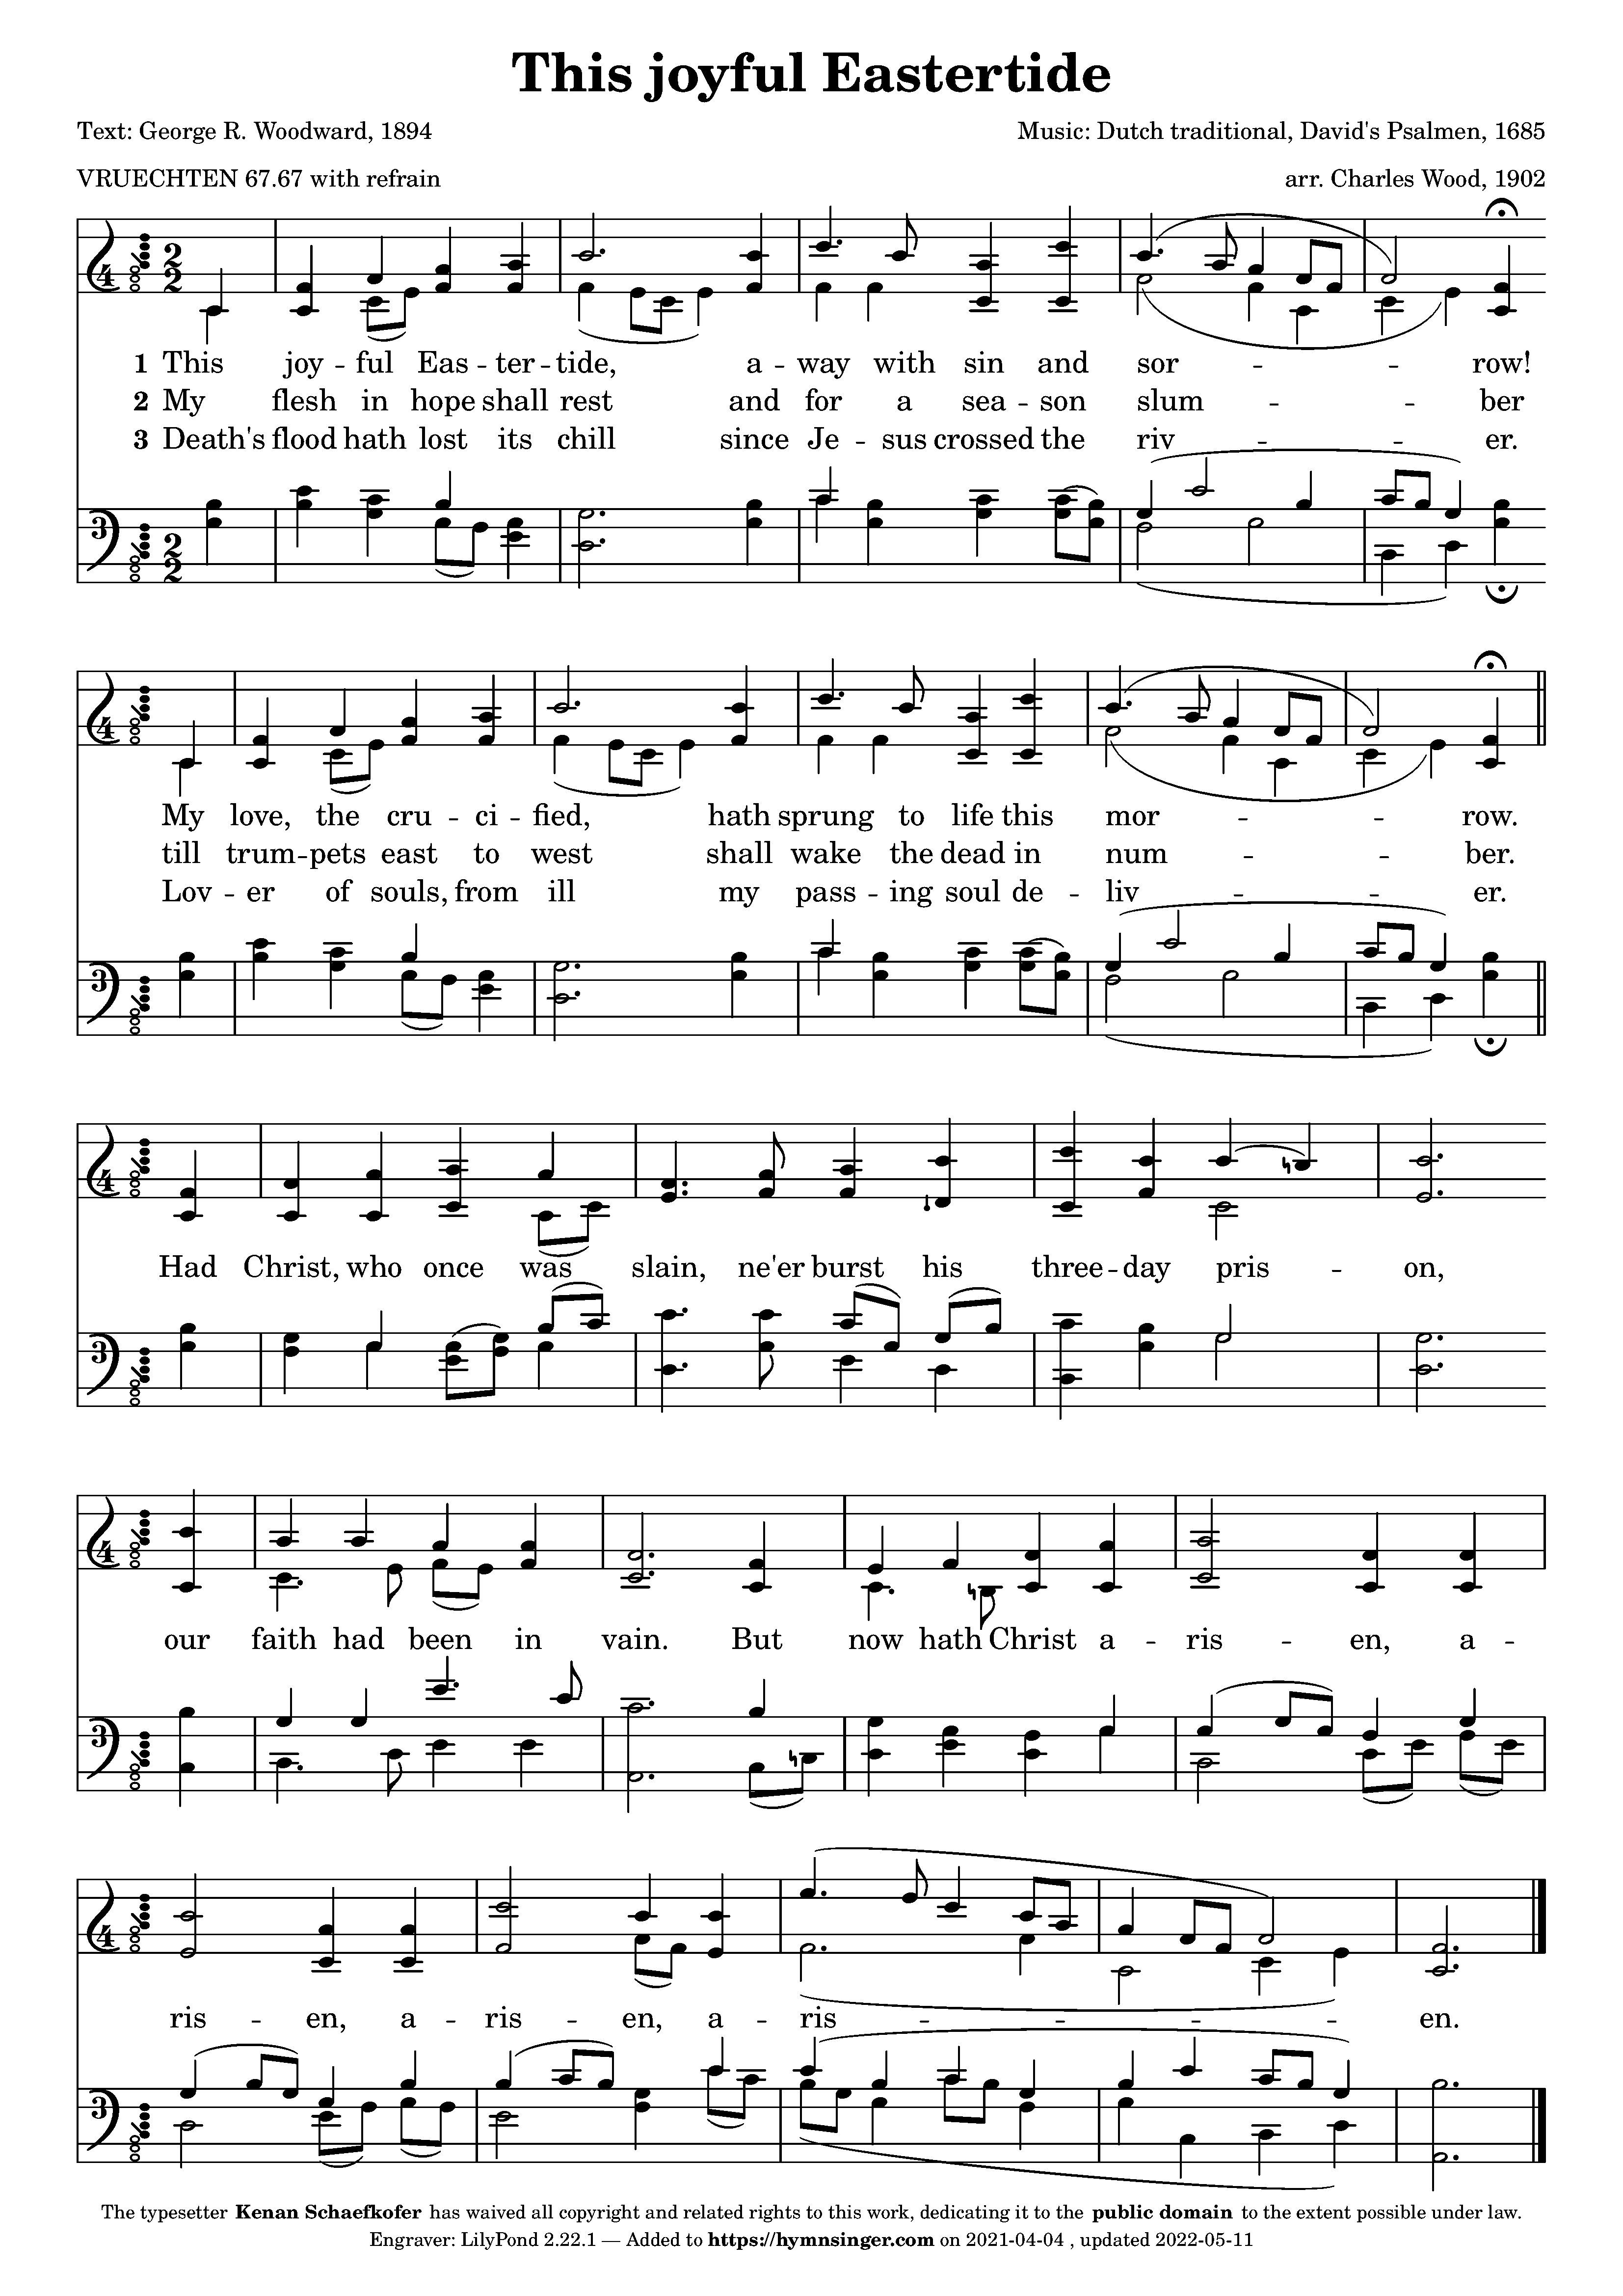 This joyful Eastertide
Text: George R. Woodward, 1894
Music: Dutch traditional, David's Psalmen, 1685
VRUECHTEN 67.67 with refrain
arr. Charles Wood, 1902
1 This joy -- ful Eas -- ter -- tide, a -- way with sin and sor -- row!
2 My flesh in hope shall rest and for a sea -- son slum -- ber
3 Death's flood hath lost its chill since Je -- sus crossed the riv -- er.
My love, the cru -- ci -- fied, hath sprung to life this mor -- row.
till trum -- pets east to west shall wake the dead in num -- ber.
Lov -- er of souls, from ill my pass -- ing soul de -- liv -- er.
Had Christ, who once was slain, ne'er burst his three -- day pris -- on,
our faith had been in vain. But now hath Christ a -- ris -- en, a --
ris -- en, a -- ris -- en, a -- ris -- en.
The typesetter Kenan Schaefkofer has waived all copyright and related rights to this work, dedicating it to the public domain to the extent possible under law.
Engraver: LilyPond 2.22.1 — Added to https://hymnsinger.com on 2021-04-04 , updated 2022-05-11